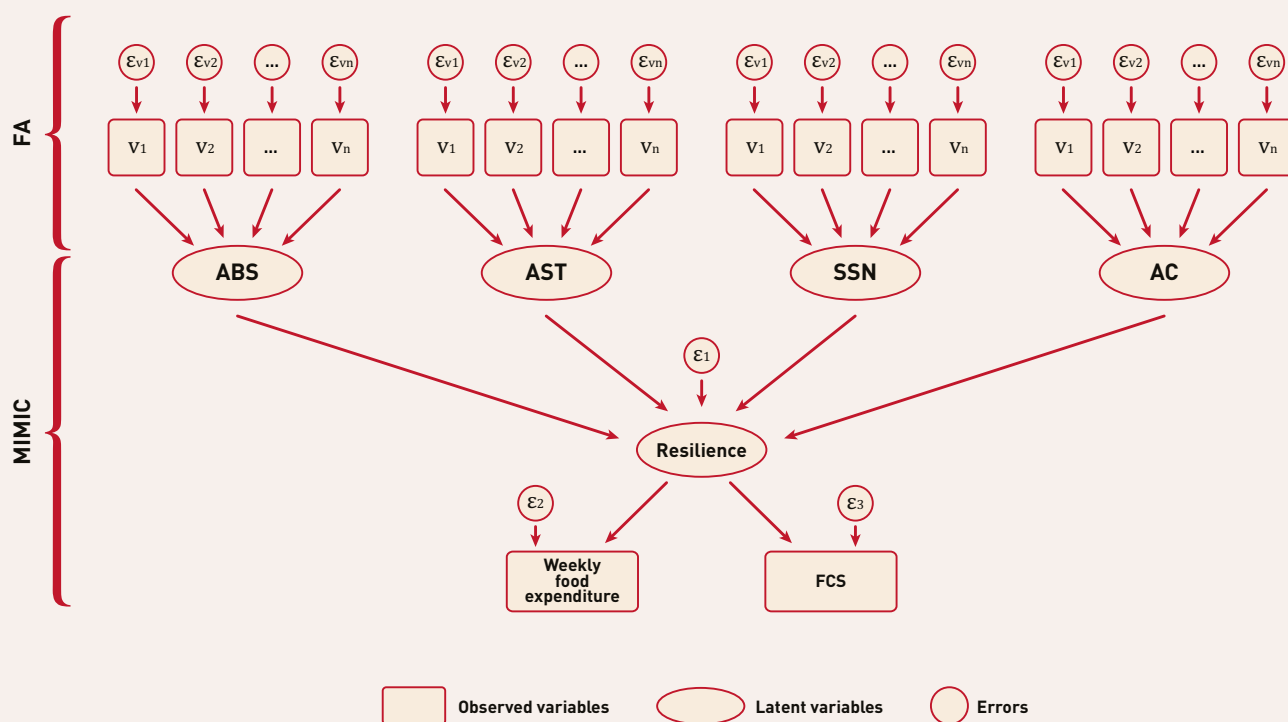 FA
εv1 εv2 ... εvn εv1 εv2 ... εvn εv1 εv2 ... εvn εv1 εv2 ... εvn
v1 v2 ... vn v1 v2 ... vn v1 v2 ... vn v1 v2 ... vn
ABS AST SSN AC
MIMIC
ε1
Resilience
ε2 ε3
Weekly
food
expenditure
FCS
Observed variables Latent variables Errors